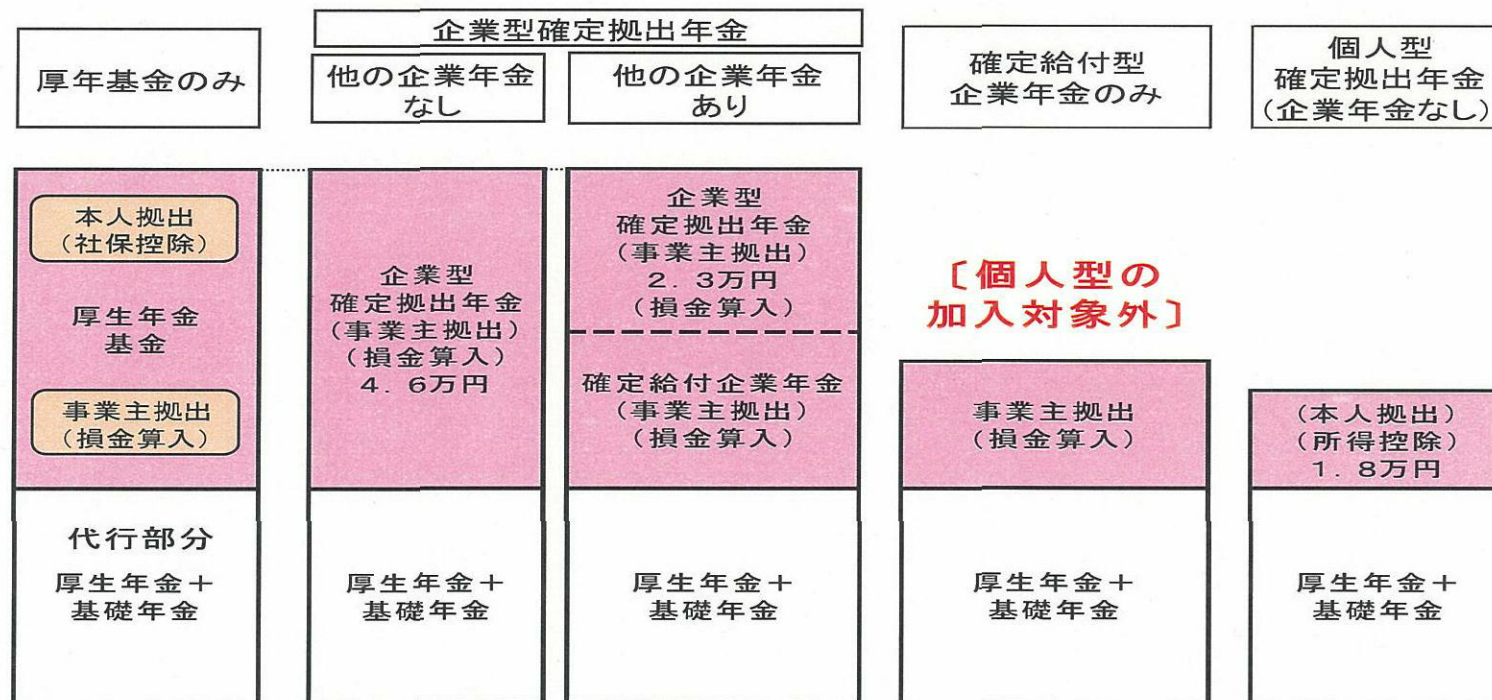 厚年基金のみ
企業型確定拠出年金
他の企業年金
なし
他の企業年金
あり
確定給付型
企業年金のみ
個人型
確定拠出年金
(企業年金なし)
本人拠出
(社保控除)
厚生年金
基金
事業主拠出
(損金算入)
代行部分
厚生年金+
基礎年金
企業型
確定拠出年金
(事業主拠出)
(損金算入)
4.6万円
厚生年金+
基礎年金
企業型
確定拠出年金
(事業主拠出)
2.3万円
(損金算入)
確定給付企業年金
(事業主拠出)
(損金算入)
厚生年金+
基礎年金
〔個人型の
加入対象外〕
事業主拠出
(損金算入)
厚生年金+
基礎年金
(本人拠出)
(所得控除)
1.8万円
厚生年金+
基礎年金